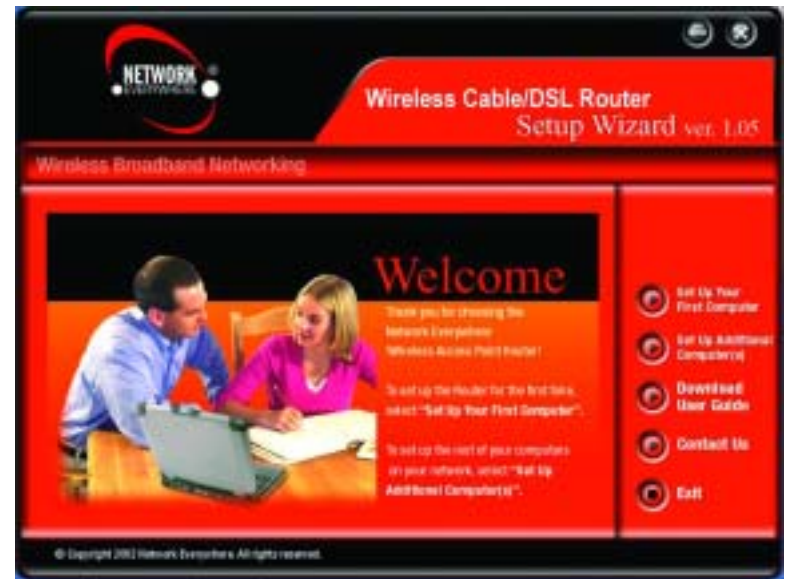 NETWORK
EVERYWHERE
®
Wireless Cable/DSL Router
Setup Wizard ver. 1.05
Wireless Broadband Networking
Welcome
Thank you for choosing the
Network Everywhere
Wireless Access Point Router!
To set up the Router for the first time,
select "Set Up Your First Computer".
To set up the rest of your computers
on your network, select "Set Up
Additional Computer(s)".
Set Up Your
First Computer
Set Up Additional
Computer(s)
Download
User Guide
Contact Us
Exit
© Copyright 2002 Network Everywhere. All rights reserved.